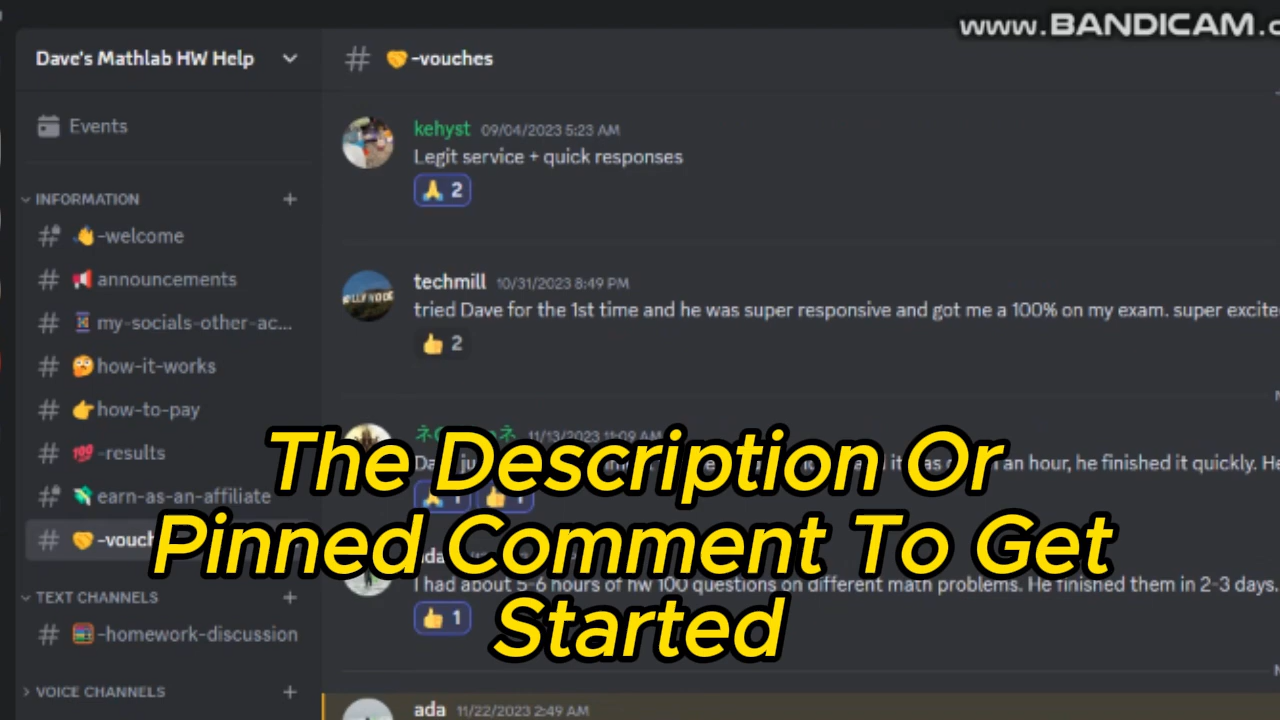 www.BANDICAM.c
Dave's Mathlab HW Help
# 🤝-vouches
Events
kehyst 09/04/2023 5:23 AM
Legit service + quick responses
🙏 2
INFORMATION +
# 👋-welcome
# 📢 announcements
# my-socials-other-ac...
# 🤔how-it-works
# 👉how-to-pay
# 💯-results
# 💸 earn-as-an-affiliate
# 🤝-vouch
techmill 10/31/2023 8:49 PM
tried Dave for the 1st time and he was super responsive and got me a 100% on my exam. super excite
👍 2
11/13/2023 11:09 AM
an hour, he finished it quickly. He
I had about 5-6 hours of hw 100 questions on different math problems. He finished them in 2-3 days.
👍 1
The Description Or
Pinned Comment To Get
Started
TEXT CHANNELS +
# -homework-discussion
VOICE CHANNELS +
ada 11/22/2023 2:49 AM